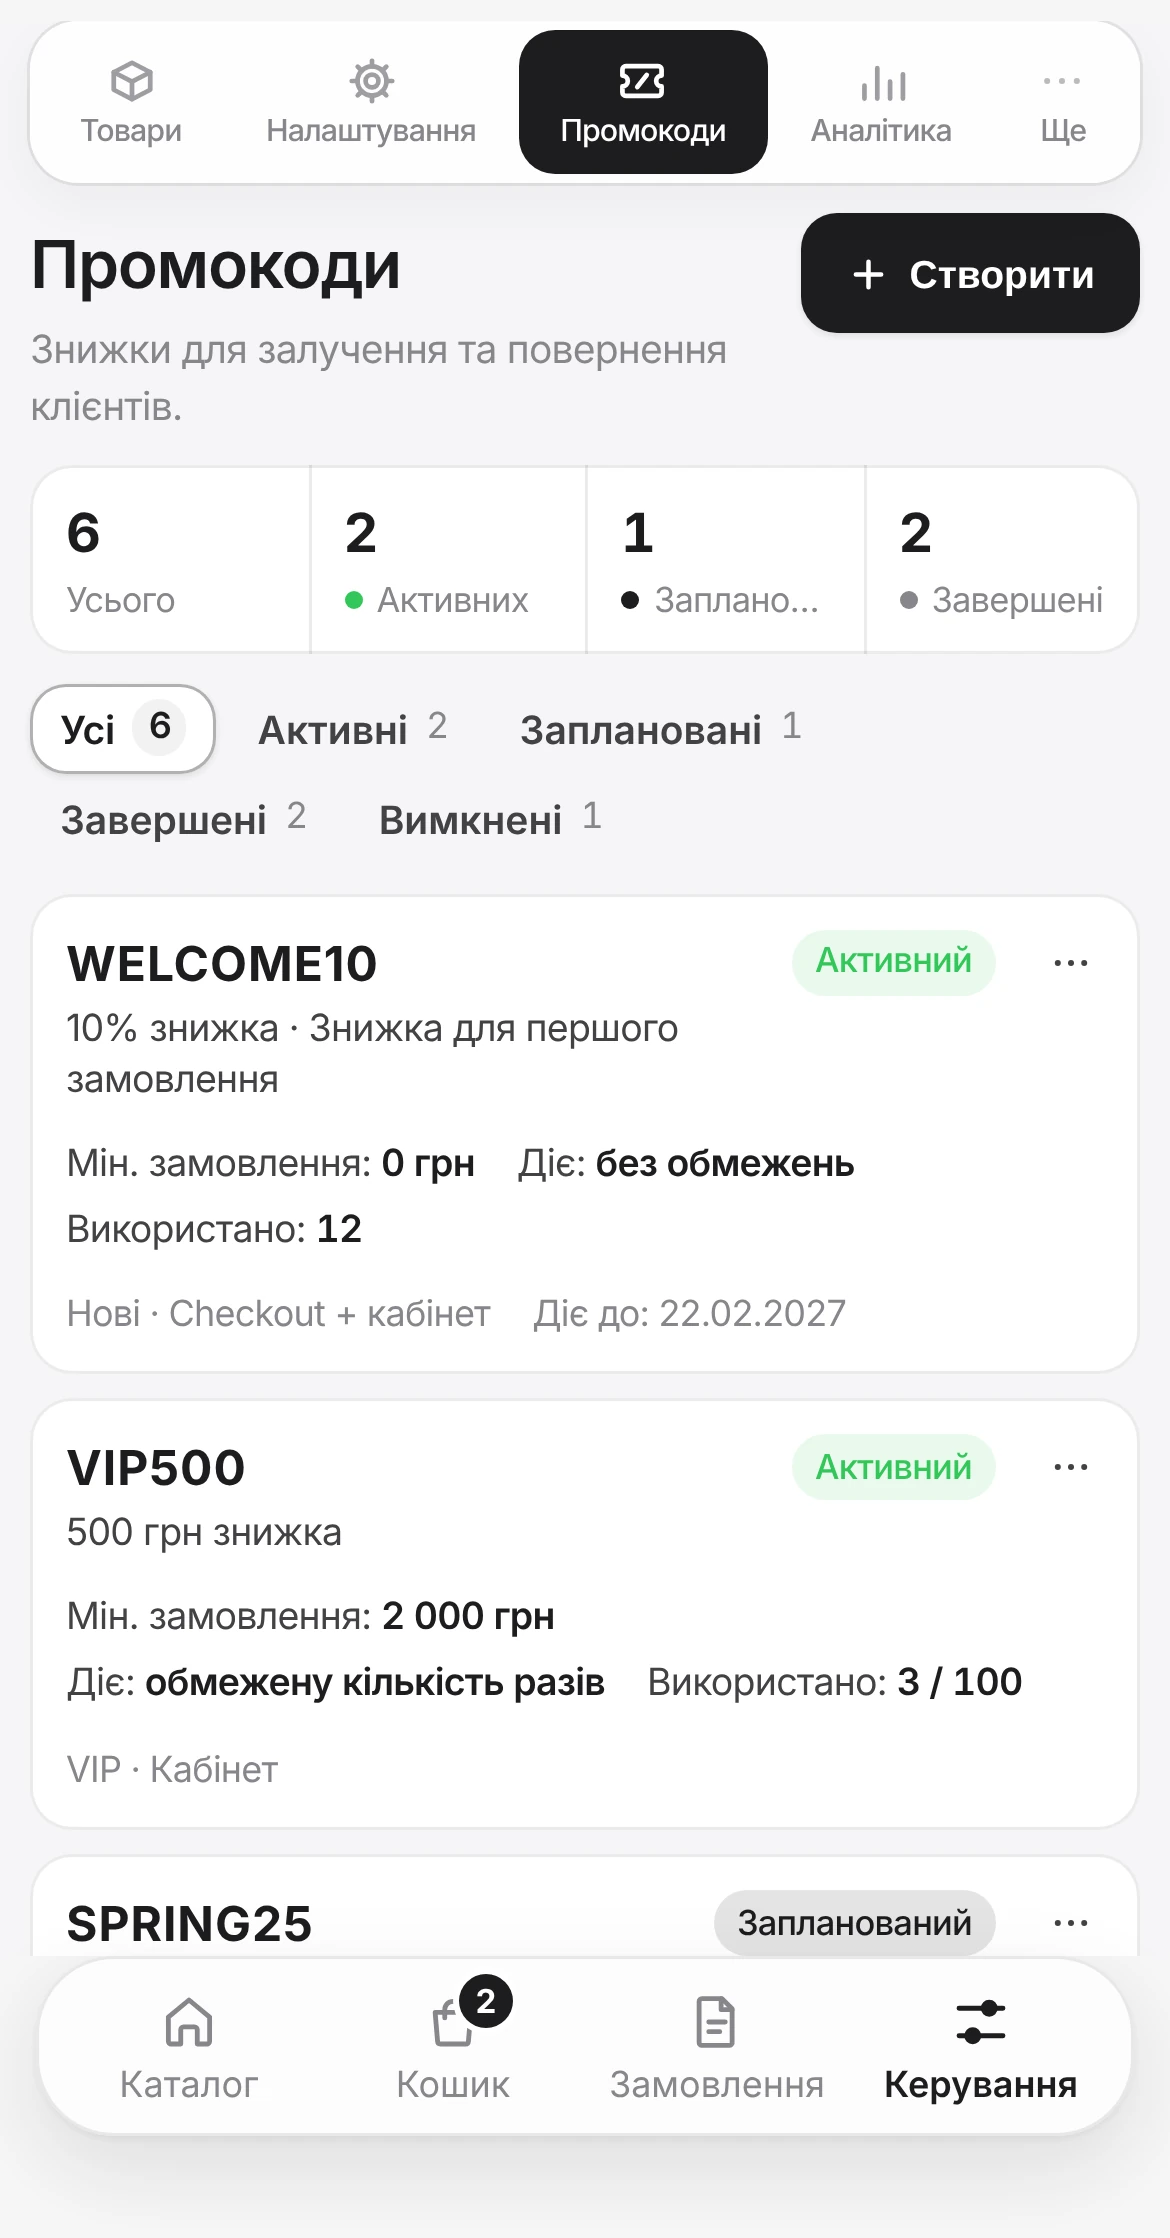 Товари
Налаштування
Промокоди
Аналітика
Ще
Промокоди
+ Створити
Знижки для залучення та повернення
клієнтів.
6
Усього
2
Активних
1
Заплано...
2
Завершені
Усі 6
Активні 2
Заплановані 1
Завершені 2
Вимкнені 1
WELCOME10
Активний
10% знижка · Знижка для першого
замовлення
Мін. замовлення: 0 грн Діє: без обмежень
Використано: 12
Нові · Checkout + кабінет Діє до: 22.02.2027
VIP500
Активний
500 грн знижка
Мін. замовлення: 2 000 грн
Діє: обмежену кількість разів Використано: 3 / 100
VIP · Кабінет
SPRING25
Запланований
Каталог
2
Кошик
Замовлення
Керування